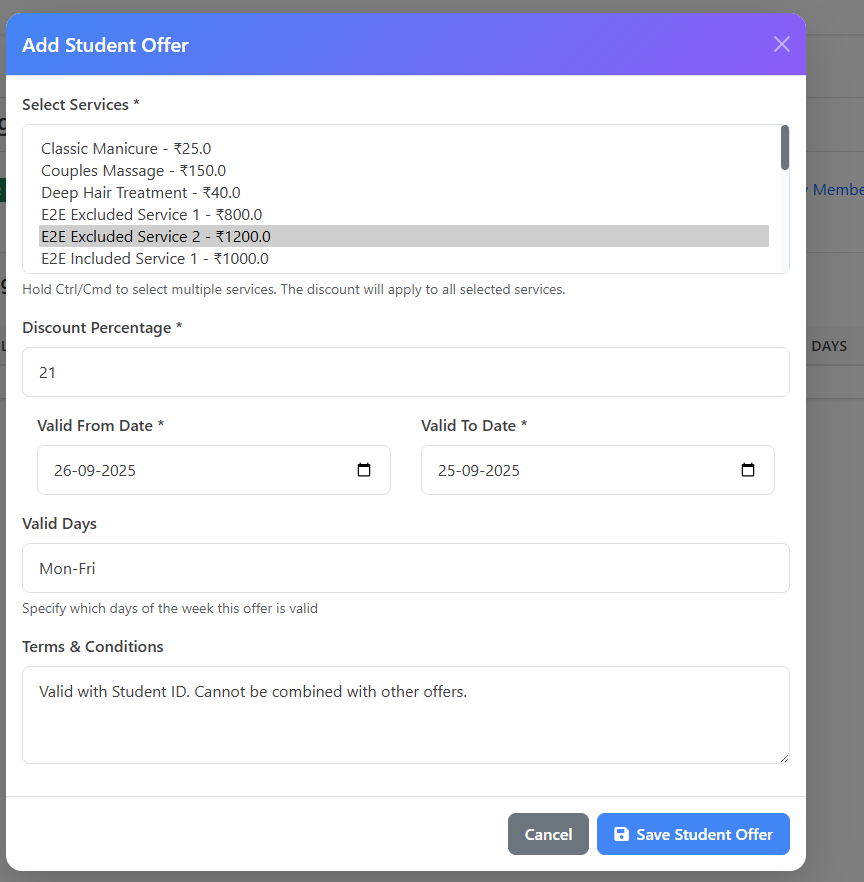 Add Student Offer
Select Services *
Classic Manicure - ₹25.0
Couples Massage - ₹150.0
Deep Hair Treatment - ₹40.0
E2E Excluded Service 1 - ₹800.0
E2E Excluded Service 2 - ₹1200.0
E2E Included Service 1 - ₹1000.0
Hold Ctrl/Cmd to select multiple services. The discount will apply to all selected services.
Discount Percentage *
21
Valid From Date * Valid To Date *
26-09-2025 25-09-2025
DAYS
Valid Days
Mon-Fri
Specify which days of the week this offer is valid
Terms & Conditions
Valid with Student ID. Cannot be combined with other offers.
Cancel Save Student Offer